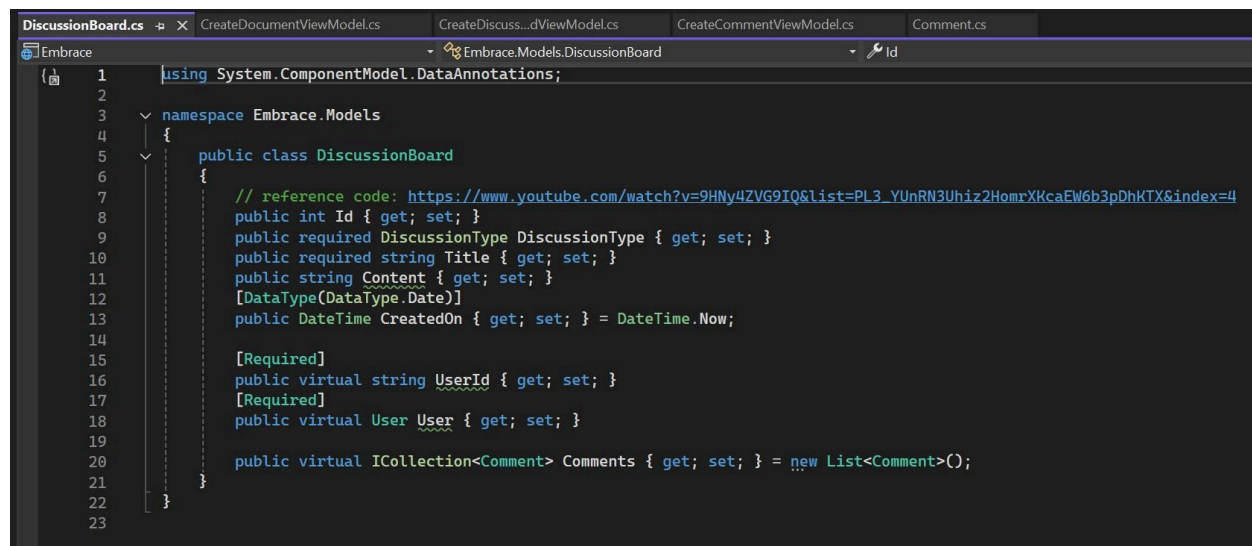 DiscussionBoard.cs CreateDocumentViewModel.cs CreateDiscuss...dViewModel.cs CreateCommentViewModel.cs Comment.cs
Embrace Embrace.Models.DiscussionBoard Id
1 using System.ComponentModel.DataAnnotations;
2
3 namespace Embrace.Models
4 {
5 public class DiscussionBoard
6 {
7 // reference code: https://www.youtube.com/watch?v=9HNy4ZVG9IQ&list=PL3_YUnRN3Uhiz2HomrXKcaEW6b3pDhKTX&index=4
8 public int Id { get; set; }
9 public required DiscussionType DiscussionType { get; set; }
10 public required string Title { get; set; }
11 public string Content { get; set; }
12 [DataType(DataType.Date)]
13 public DateTime CreatedOn { get; set; } = DateTime.Now;
14
15 [Required]
16 public virtual string UserId { get; set; }
17 [Required]
18 public virtual User User { get; set; }
19
20 public virtual ICollection<Comment> Comments { get; set; } = new List<Comment>();
21 }
22 }
23